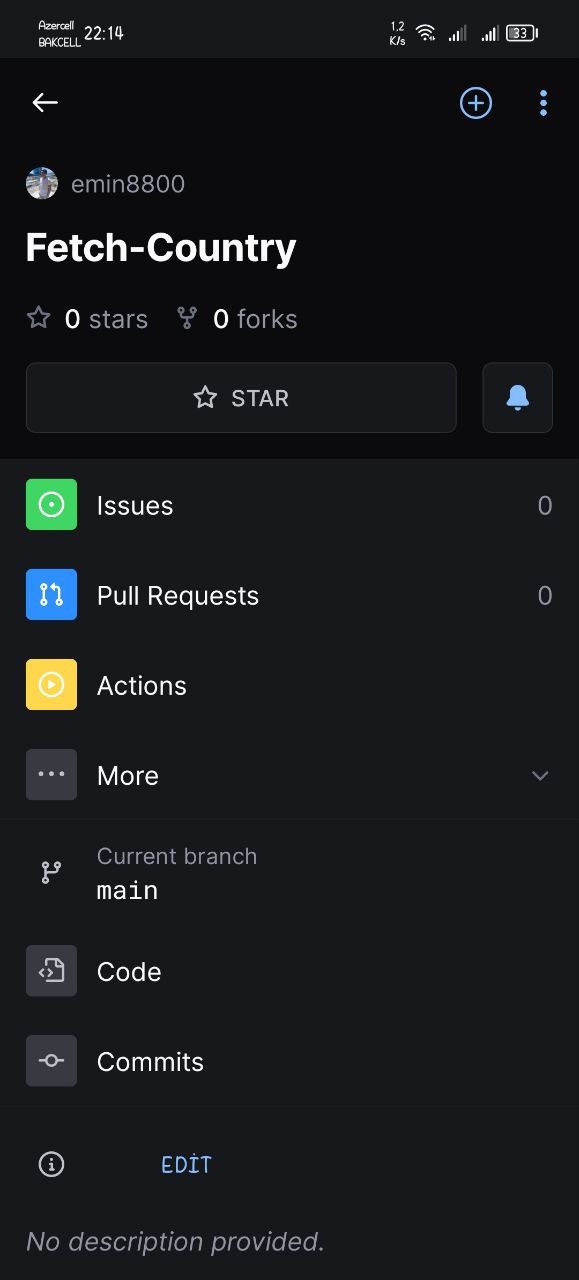 Azercell
BAKCELL 22:14 1,2 K/s 33
emin8800
Fetch-Country
0 stars 0 forks
STAR
Issues 0
Pull Requests 0
Actions
More
Current branch
main
Code
Commits
EDİT
No description provided.